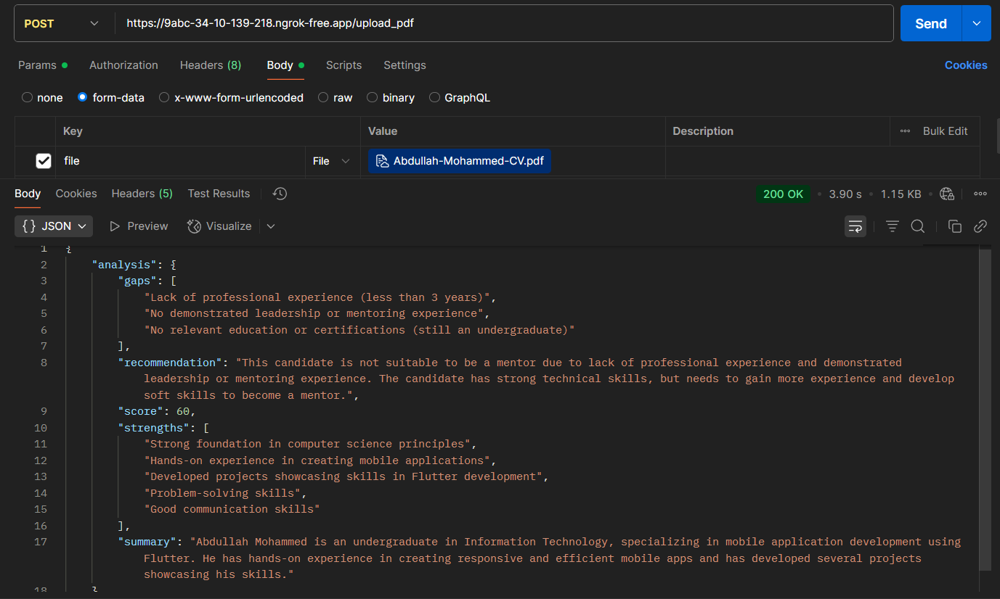 POST https://9abc-34-10-139-218.ngrok-free.app/upload_pdf Send
Params Authorization Headers (8) Body Scripts Settings Cookies
none form-data x-www-form-urlencoded raw binary GraphQL
Key Value Description Bulk Edit
file File Abdullah-Mohammed-CV.pdf
Body Cookies Headers (5) Test Results 200 OK 3.90 s 1.15 KB
{} JSON Preview Visualize
1 {
2 "analysis": {
3 "gaps": [
4 "Lack of professional experience (less than 3 years)",
5 "No demonstrated leadership or mentoring experience",
6 "No relevant education or certifications (still an undergraduate)"
7 ],
8 "recommendation": "This candidate is not suitable to be a mentor due to lack of professional experience and demonstrated
leadership or mentoring experience. The candidate has strong technical skills, but needs to gain more experience and develop
soft skills to become a mentor.",
9 "score": 60,
10 "strengths": [
11 "Strong foundation in computer science principles",
12 "Hands-on experience in creating mobile applications",
13 "Developed projects showcasing skills in Flutter development",
14 "Problem-solving skills",
15 "Good communication skills"
16 ],
17 "summary": "Abdullah Mohammed is an undergraduate in Information Technology, specializing in mobile application development using
Flutter. He has hands-on experience in creating responsive and efficient mobile apps and has developed several projects
showcasing his skills."
18 }